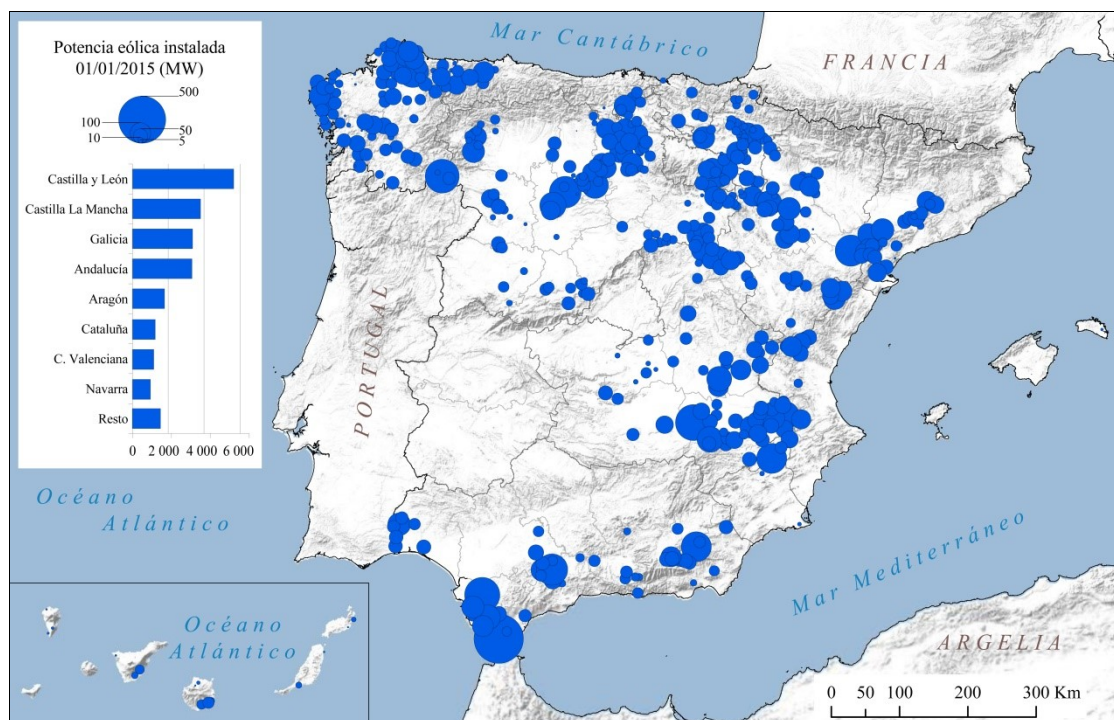 Potencia eólica instalada
01/01/2015 (MW)
500
100
50
10
5
Castilla y León
Castilla La Mancha
Galicia
Andalucía
Aragón
Cataluña
C. Valenciana
Navarra
Resto
0 2 000 4 000 6 000
Mar Cantábrico
FRANCIA
PORTUGAL
Océano
Atlántico
Mar Mediterráneo
ARGELIA
Océano
Atlántico
0 50 100 200 300 Km